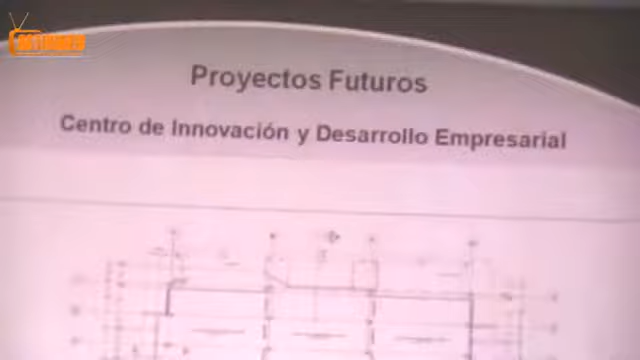 Proyectos Futuros
Centro de Innovación y Desarrollo Empresarial